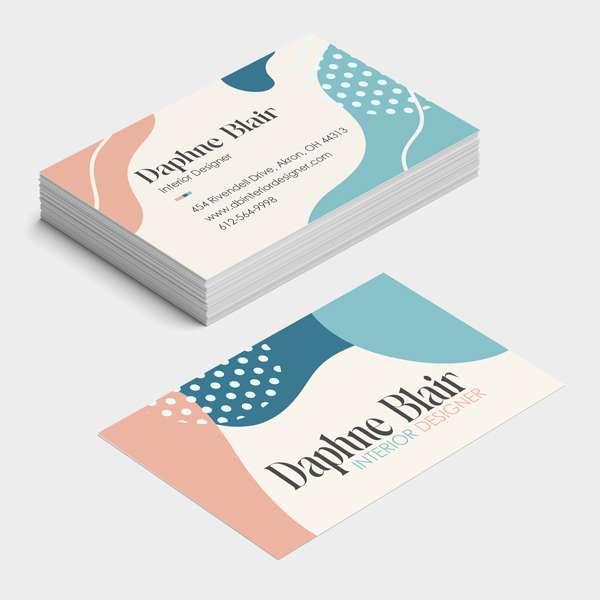 Daphne Blair
Interior Designer
454 Rivendell Drive, Akron, OH 44313
www.dbinteriordesigner.com
612-564-9998
Daphne Blair
INTERIOR DESIGNER